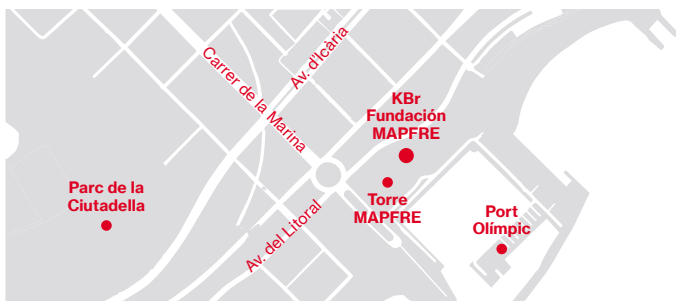 Carrer de la Marina
Av. d'Icària
KBr
Fundación
MAPFRE
Parc de la
Ciutadella
Torre
MAPFRE
Av. del Litoral
Port
Olímpic